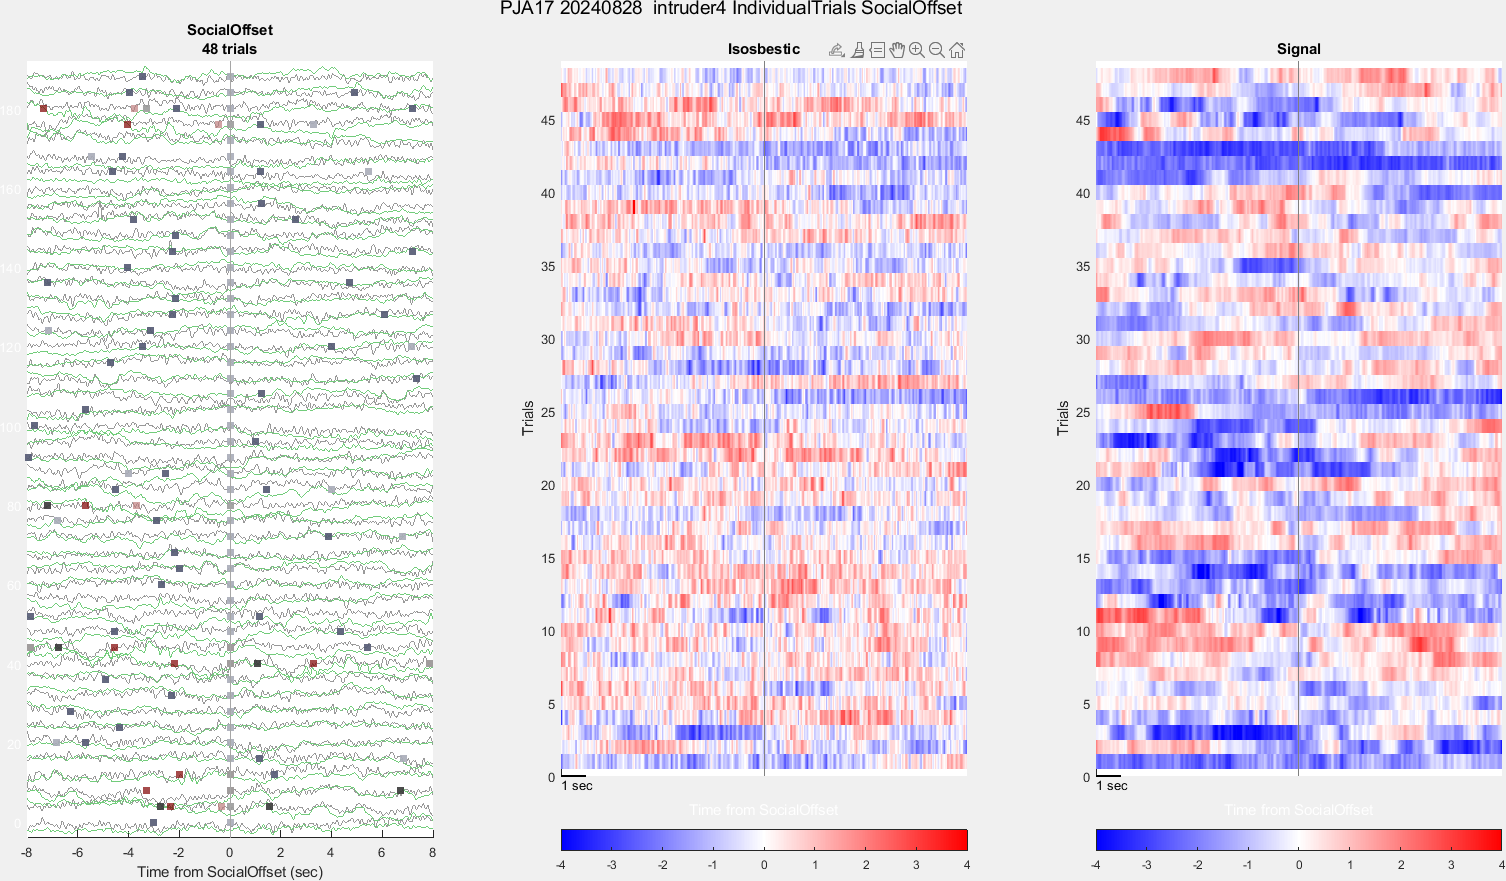 PJA17 20240828  intruder4 IndividualTrials SocialOffset
SocialOffset
48 trials
180
160
140
120
100
80
60
40
20
0
-8 -6 -4 -2 0 2 4 6 8
Time from SocialOffset (sec)
Isosbestic
Trials
45
40
35
30
25
20
15
10
5
0
1 sec
Time from SocialOffset
-4 -3 -2 -1 0 1 2 3 4
Signal
Trials
45
40
35
30
25
20
15
10
5
0
1 sec
Time from SocialOffset
-4 -3 -2 -1 0 1 2 3 4